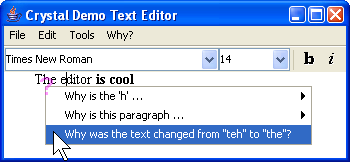 Crystal Demo Text Editor
File Edit Tools Why?
Times New Roman 14 b i
The editor is cool
Why is the 'h' ...
Why is this paragraph ...
Why was the text changed from "teh" to "the"?